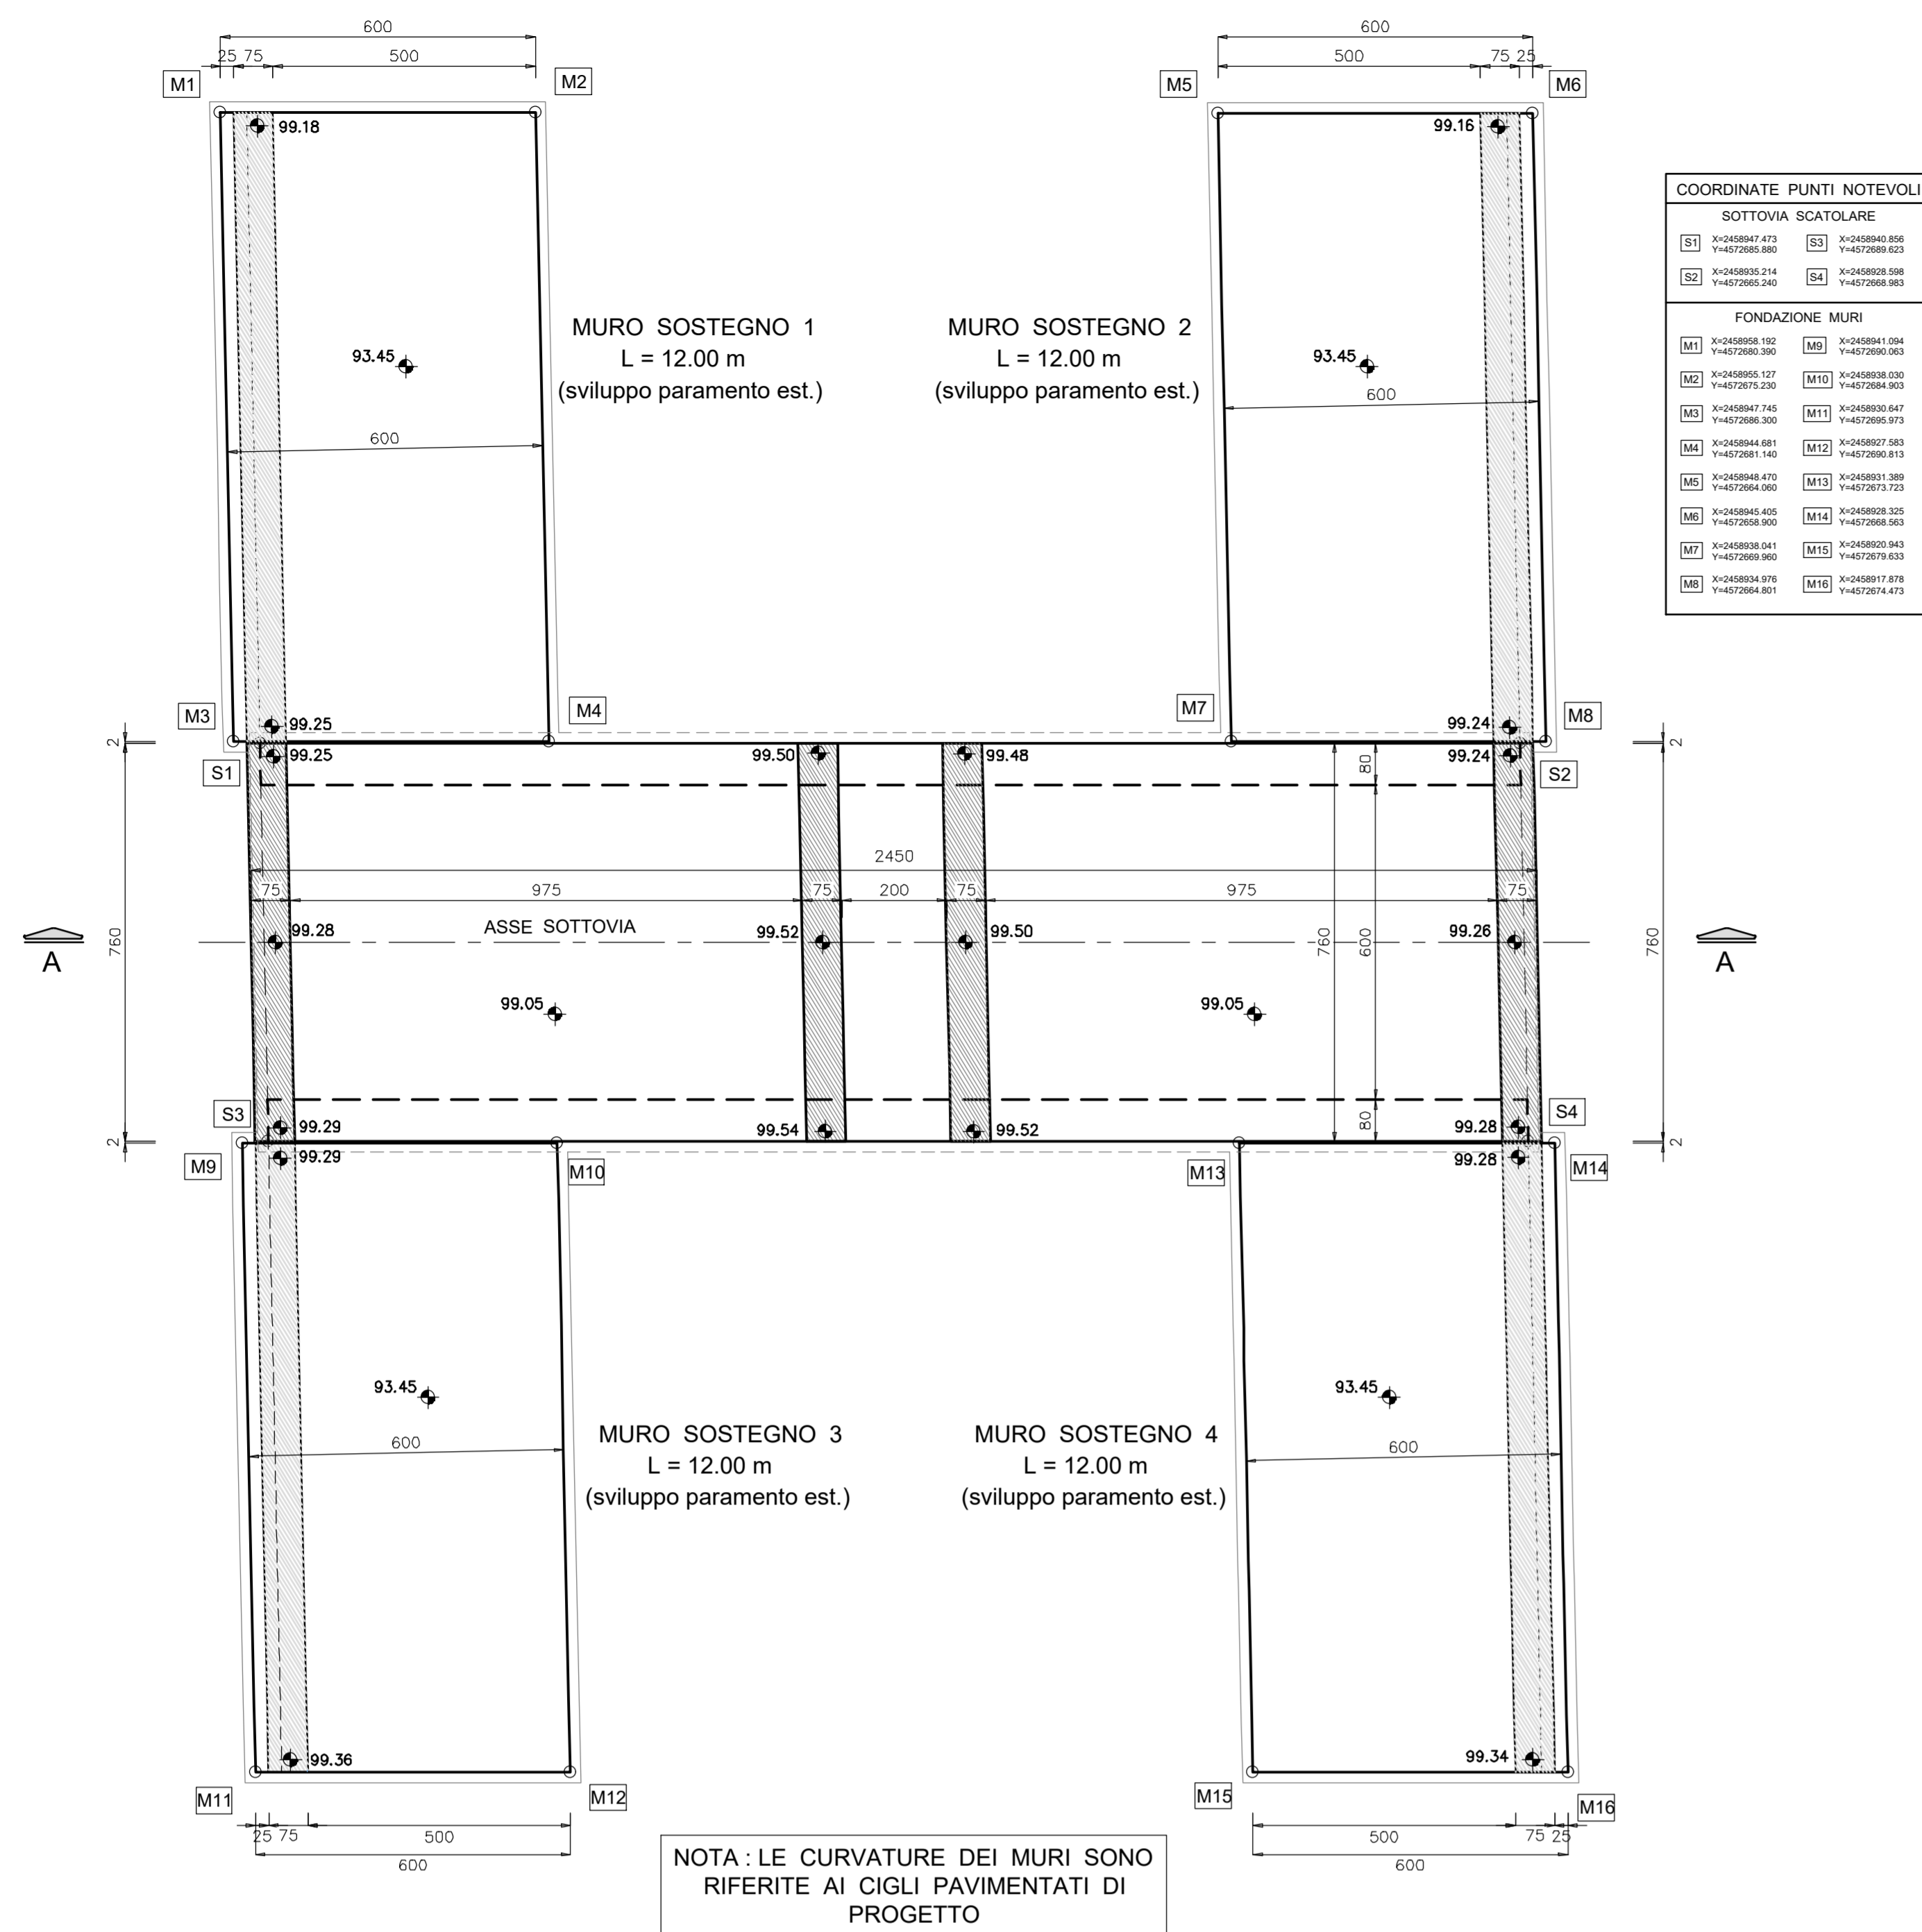 600
600
25 75 500
500 75 25
M1
M2
M5
M6
99.18
99.16
COORDINATE PUNTI NOTEVOLI
SOTTOVIA SCATOLARE
S1 X=2458947.473 Y=4572685.880
S3 X=2458940.856 Y=4572689.623
S2 X=2458935.214 Y=4572665.240
S4 X=2458928.598 Y=4572668.983
FONDAZIONE MURI
M1 X=2458958.192 Y=4572680.390
M9 X=2458941.094 Y=4572690.063
M2 X=2458955.127 Y=4572675.230
M10 X=2458938.030 Y=4572684.903
M3 X=2458947.745 Y=4572686.300
M11 X=2458930.647 Y=4572695.973
M4 X=2458944.681 Y=4572681.140
M12 X=2458927.583 Y=4572690.813
M5 X=2458948.470 Y=4572664.060
M13 X=2458931.389 Y=4572673.723
M6 X=2458945.405 Y=4572658.900
M14 X=2458928.325 Y=4572668.563
M7 X=2458938.041 Y=4572669.960
M15 X=2458920.943 Y=4572679.633
M8 X=2458934.976 Y=4572664.801
M16 X=2458917.878 Y=4572674.473
MURO SOSTEGNO 1
L = 12.00 m
(sviluppo paramento est.)
MURO SOSTEGNO 2
L = 12.00 m
(sviluppo paramento est.)
93.45
93.45
600
600
M3
M4
M7
M8
99.25
99.24
2
2
99.25
99.50
99.48
99.24
S1
S2
80
2450
75 975 75 200 75 975 75
ASSE SOTTOVIA
99.28
99.52
99.50
99.26
760
760
600
760
A
A
99.05
99.05
S3
S4
80
99.29
99.54
99.52
99.28
2
2
99.29
99.28
M9
M10
M13
M14
93.45
93.45
600
600
MURO SOSTEGNO 3
L = 12.00 m
(sviluppo paramento est.)
MURO SOSTEGNO 4
L = 12.00 m
(sviluppo paramento est.)
99.36
99.34
M11
M12
M15
M16
25 75 500
500 75 25
600
600
NOTA : LE CURVATURE DEI MURI SONO
RIFERITE AI CIGLI PAVIMENTATI DI
PROGETTO